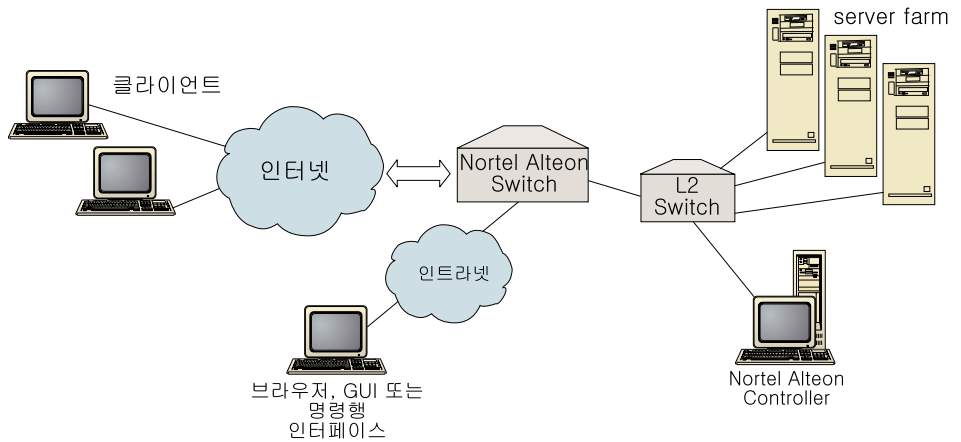 server farm
클라이언트
인터넷
Nortel Alteon
Switch
L2
Switch
인트라넷
브라우저, GUI 또는
명령행
인터페이스
Nortel Alteon
Controller